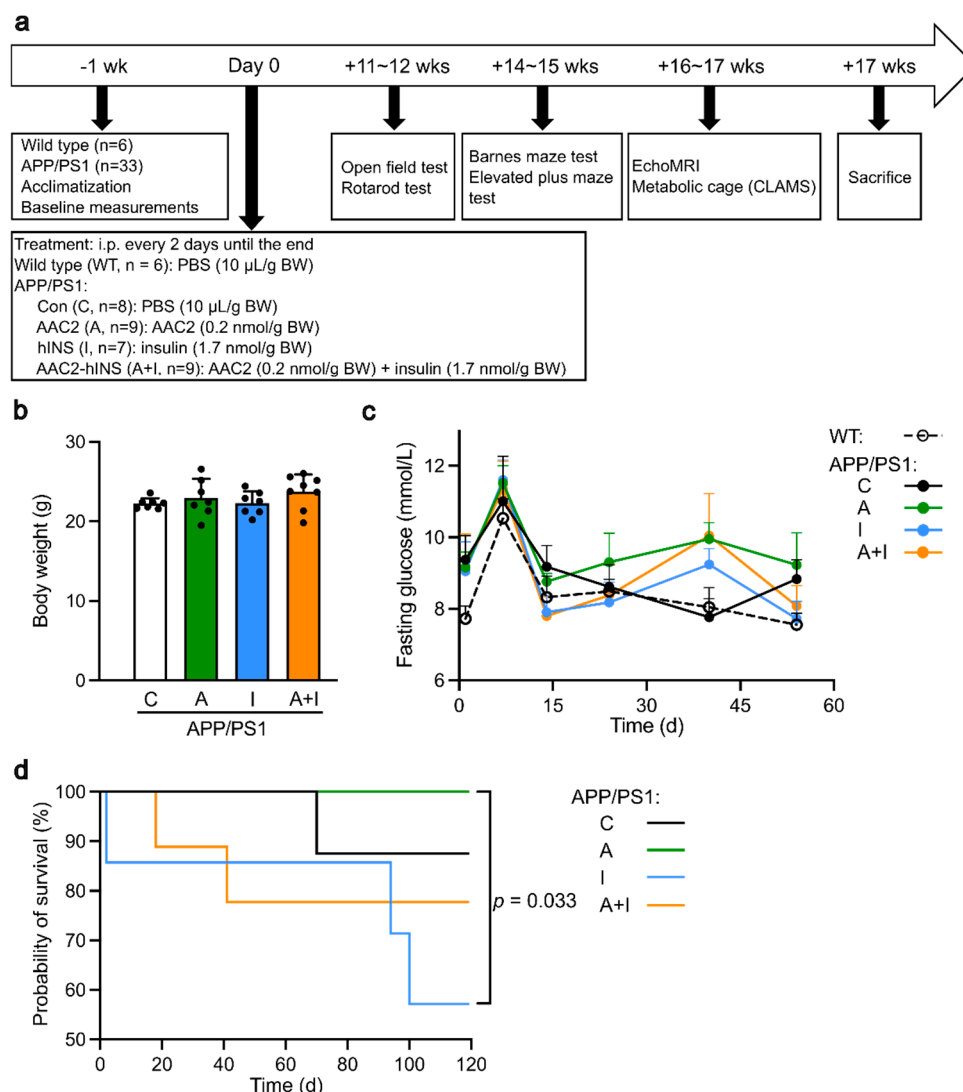 a
-1 wk Day 0 +11~12 wks +14~15 wks +16~17 wks +17 wks
Wild type (n=6)
APP/PS1 (n=33)
Acclimatization
Baseline measurements
Open field test
Rotarod test
Barnes maze test
Elevated plus maze
test
EchoMRI
Metabolic cage (CLAMS)
Sacrifice
Treatment: i.p. every 2 days until the end
Wild type (WT, n = 6): PBS (10 µL/g BW)
APP/PS1:
Con (C, n=8): PBS (10 µL/g BW)
AAC2 (A, n=9): AAC2 (0.2 nmol/g BW)
hINS (I, n=7): insulin (1.7 nmol/g BW)
AAC2-hINS (A+I, n=9): AAC2 (0.2 nmol/g BW) + insulin (1.7 nmol/g BW)
b
Body weight (g)
30
20
10
0
C A I A+I
APP/PS1
c
Fasting glucose (mmol/L)
12
10
8
6
0 15 30 45 60
Time (d)
WT:
APP/PS1:
C
A
I
A+I
d
Probability of survival (%)
100
90
80
70
60
50
0 20 40 60 80 100 120
Time (d)
p = 0.033
APP/PS1:
C
A
I
A+I